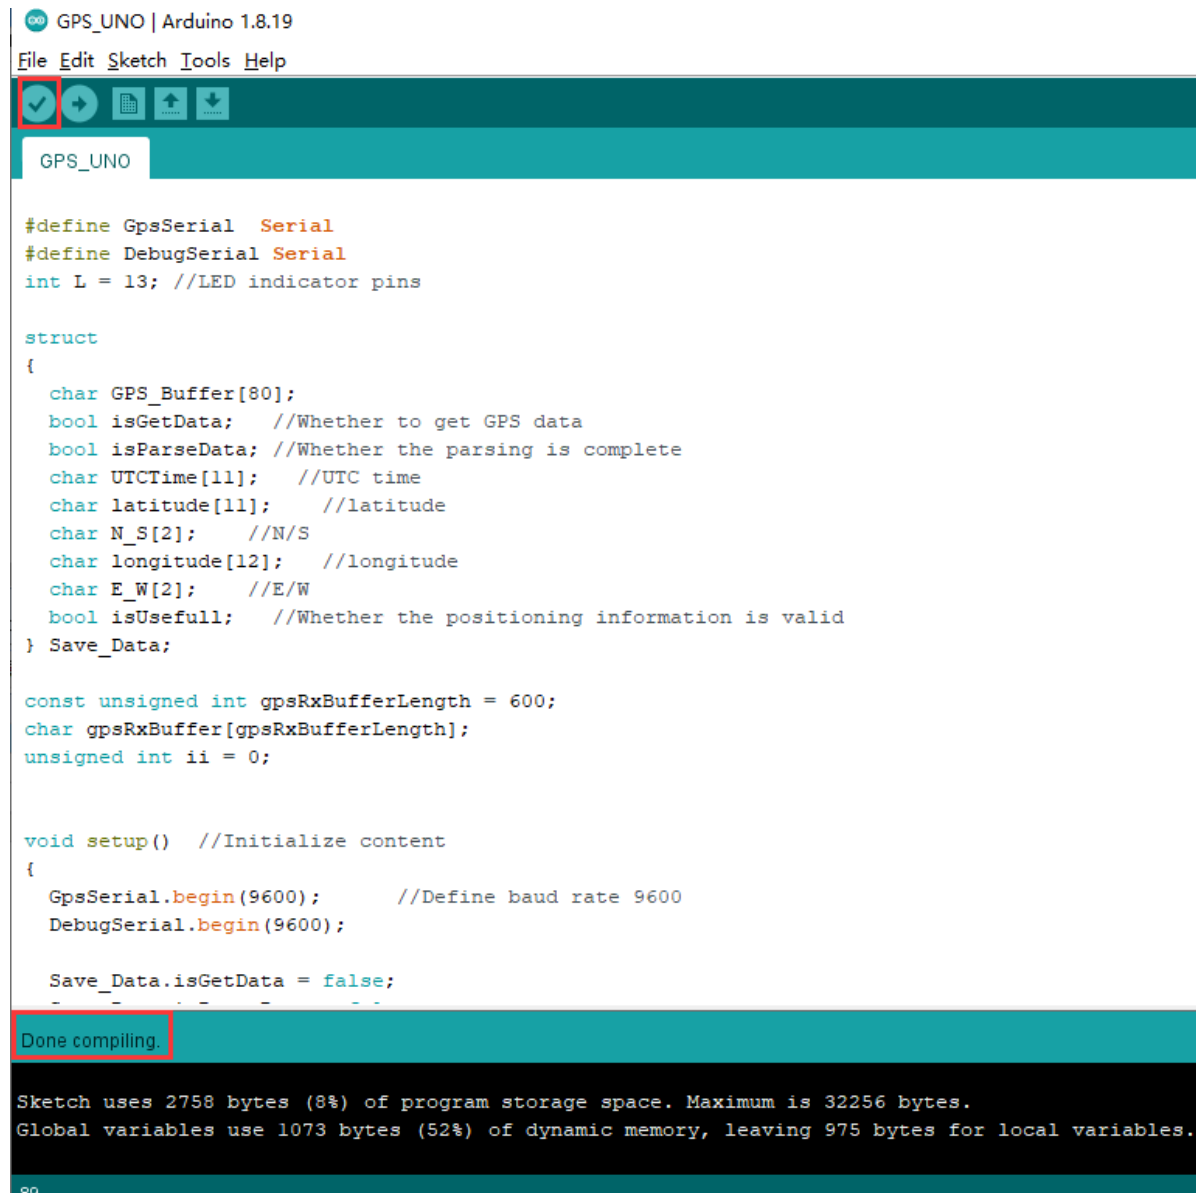 GPS_UNO | Arduino 1.8.19
File Edit Sketch Tools Help
GPS_UNO
#define GpsSerial  Serial
#define DebugSerial Serial
int L = 13; //LED indicator pins
struct
{
  char GPS_Buffer[80];
  bool isGetData;   //Whether to get GPS data
  bool isParseData; //Whether the parsing is complete
  char UTCTime[11];   //UTC time
  char latitude[11];    //latitude
  char N_S[2];    //N/S
  char longitude[12];   //longitude
  char E_W[2];    //E/W
  bool isUsefull;   //Whether the positioning information is valid
} Save_Data;
const unsigned int gpsRxBufferLength = 600;
char gpsRxBuffer[gpsRxBufferLength];
unsigned int ii = 0;
void setup()  //Initialize content
{
  GpsSerial.begin(9600);      //Define baud rate 9600
  DebugSerial.begin(9600);
  Save_Data.isGetData = false;
Done compiling.
Sketch uses 2758 bytes (8%) of program storage space. Maximum is 32256 bytes.
Global variables use 1073 bytes (52%) of dynamic memory, leaving 975 bytes for local variables.